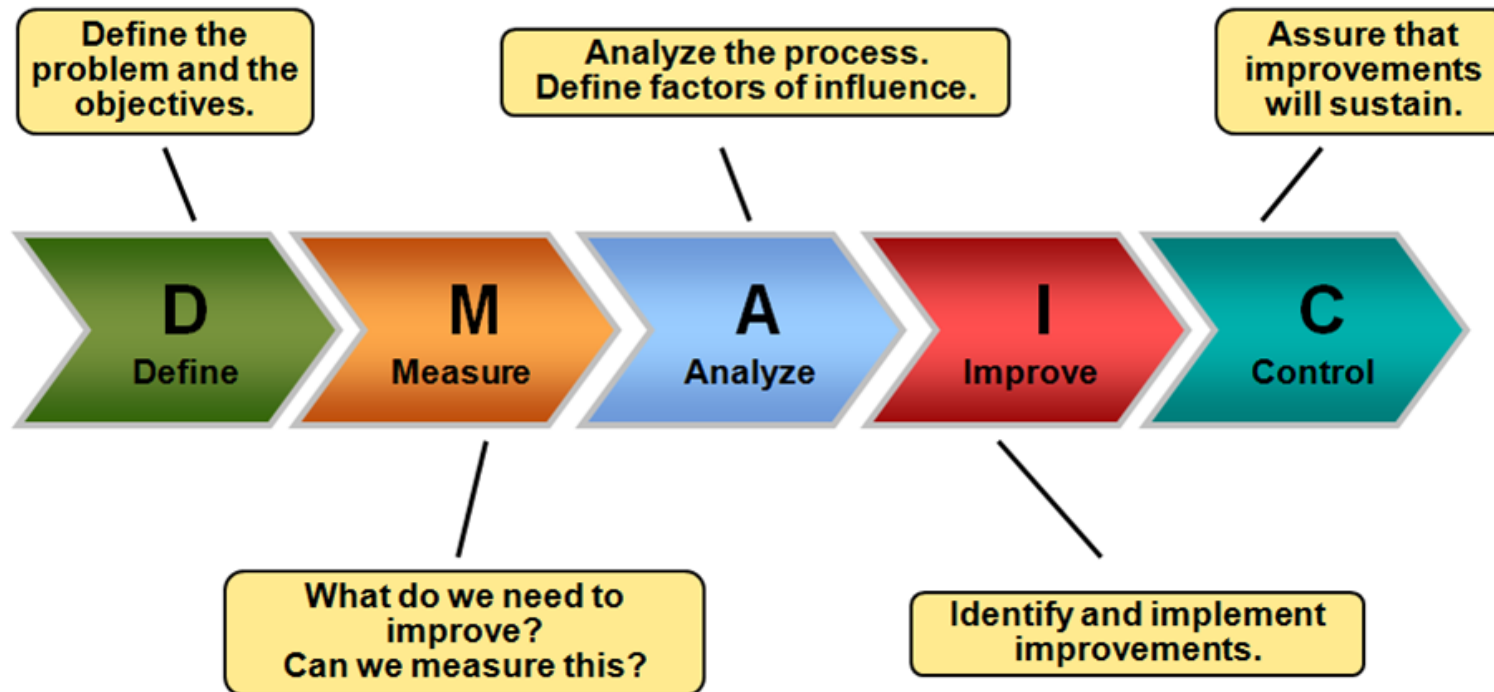 Define the
problem and the
objectives.
Analyze the process.
Define factors of influence.
Assure that
improvements
will sustain.
D
Define
M
Measure
A
Analyze
I
Improve
C
Control
What do we need to
improve?
Can we measure this?
Identify and implement
improvements.